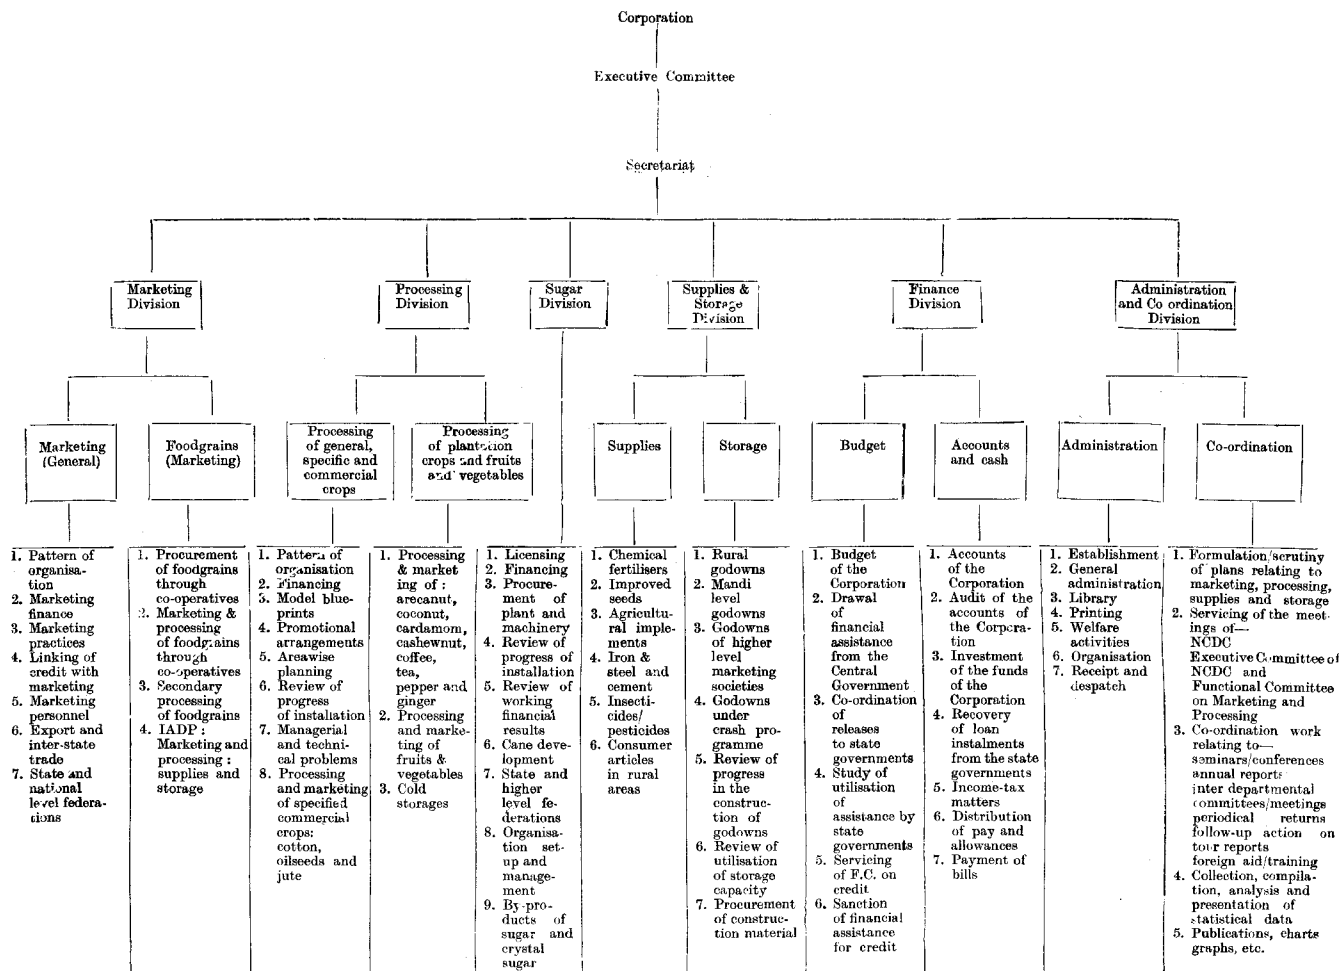 Corporation
Executive Committee
Secretariat
Marketing
Division
Processing
Division
Sugar
Division
Supplies &
Storage
Division
Finance
Division
Administration
and Co ordination
Division
Marketing
(General)
Foodgrains
(Marketing)
Processing
of general,
specific and
commercial
crops
Processing
of plantation
crops and fruits
and vegetables
Supplies
Storage
Budget
Accounts
and cash
Administration
Co-ordination
1. Pattern of
organisa-
tion
2. Marketing
finance
3. Marketing
practices
4. Linking of
credit with
marketing
5. Marketing
personnel
6. Export and
inter-state
trade
7. State and
national
level federa-
tions
1. Procurement
of foodgrains
through
co-operatives
2. Marketing &
processing
of foodgrains
through
co-operatives
3. Secondary
processing
of foodgrains
4. IADP :
Marketing and
processing :
supplies and
storage
1. Pattern of
organisation
2. Financing
3. Model blue-
prints
4. Promotional
arrangements
5. Areawise
planning
6. Review of
progress
of installation
7. Managerial
and techni-
cal problems
8. Processing
and marketing
of specified
commercial
crops:
cotton,
oilseeds and
jute
1. Processing
& market
ing of :
arecanut,
coconut,
cardamom,
cashewnut,
coffee,
tea,
pepper and
ginger
2. Processing
and marke-
ting of
fruits &
vegetables
3. Cold
storages
1. Licensing
2. Financing
3. Procure-
ment of
plant and
machinery
4. Review of
progress of
installation
5. Review of
working
financial
results
6. Cane deve-
lopment
7. State and
higher
level fe-
derations
8. Organisa-
tion set-
up and
manage-
ment
9. By-pro-
ducts of
sugar and
crystal
sugar
1. Chemical
fertilisers
2. Improved
seeds
3. Agricultu-
ral imple-
ments
4. Iron &
steel and
cement
5. Insecti-
cides/
pesticides
6. Consumer
articles
in rural
areas
1. Rural
godowns
2. Mandi
level
godowns
3. Godowns
of higher
level
marketing
societies
4. Godowns
under
crash pro-
gramme
5. Review of
progress
in the
construc-
tion of
godowns
6. Review of
utilisation
of storage
capacity
7. Procurement
of construc-
tion material
1. Budget
of the
Corporation
2. Drawal
of
financial
assistance
from the
Central
Government
3. Co-ordination
of
releases
to state
governments
4. Study of
utilisation
of
assistance by
state
governments
5. Servicing
of F.C. on
credit
6. Sanction
of financial
assistance
for credit
1. Accounts
of the
Corporation
2. Audit of the
accounts of
the Corpora-
tion
3. Investment
of the funds
of the
Corporation
4. Recovery
of loan
instalments
from the state
governments
5. Income-tax
matters
6. Distribution
of pay and
allowances
7. Payment of
bills
1. Establishment
2. General
administration
3. Library
4. Printing
5. Welfare
activities
6. Organisation
7. Receipt and
despatch
1. Formulation/scrutiny
of plans relating to
marketing, processing,
supplies and storage
2. Servicing of the meet-
ings of—
NCDC
Executive Committee of
NCDC and
Functional Committee
on Marketing and
Processing
3. Co-ordination work
relating to—
seminars/conferences
annual reports
inter departmental
committees/meetings
periodical returns
follow-up action on
tour reports
foreign aid/training
4. Collection, compila-
tion, analysis and
presentation of
statistical data
5. Publications, charts
graphs, etc.